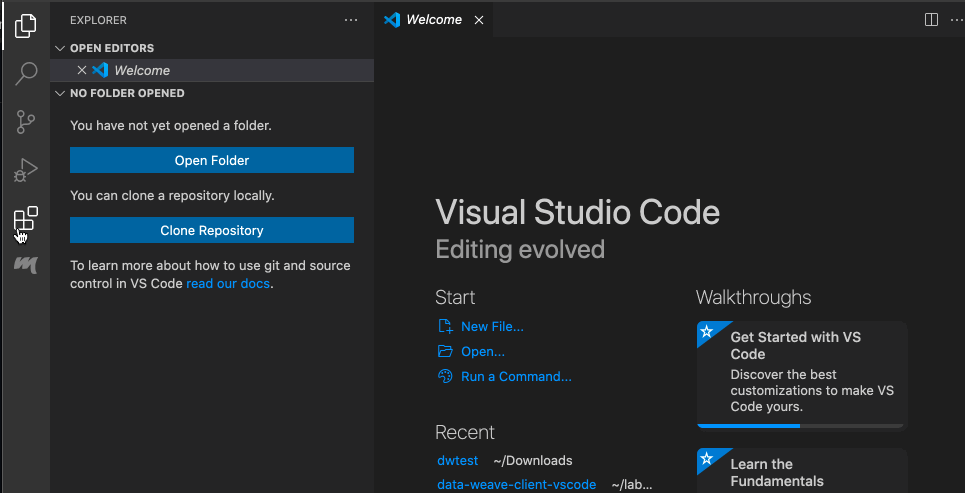 EXPLORER
Welcome
OPEN EDITORS
Welcome
NO FOLDER OPENED
You have not yet opened a folder.
Open Folder
You can clone a repository locally.
Clone Repository
To learn more about how to use git and source
control in VS Code read our docs.
Visual Studio Code
Editing evolved
Start
New File...
Open...
Run a Command...
Recent
dwtest ~/Downloads
data-weave-client-vscode ~/lab...
Walkthroughs
Get Started with VS
Code
Discover the best
customizations to make VS
Code yours.
Learn the
Fundamentals